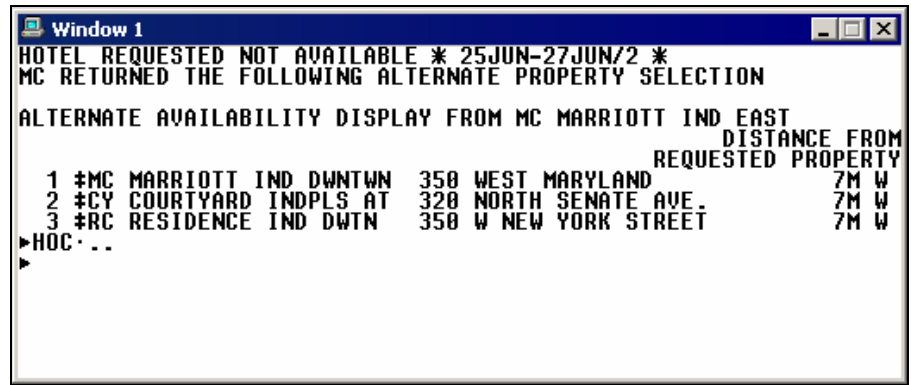 Window 1
HOTEL REQUESTED NOT AVAILABLE * 25JUN-27JUN/2 *
MC RETURNED THE FOLLOWING ALTERNATE PROPERTY SELECTION
ALTERNATE AVAILABILITY DISPLAY FROM MC MARRIOTT IND EAST
DISTANCE FROM
REQUESTED PROPERTY
1 ‡MC MARRIOTT IND DWNTWN 350 WEST MARYLAND 7M W
2 ‡CY COURTYARD INDPLS AT 320 NORTH SENATE AVE. 7M W
3 ‡RC RESIDENCE IND DWTN 350 W NEW YORK STREET 7M W
►HOC·..
►